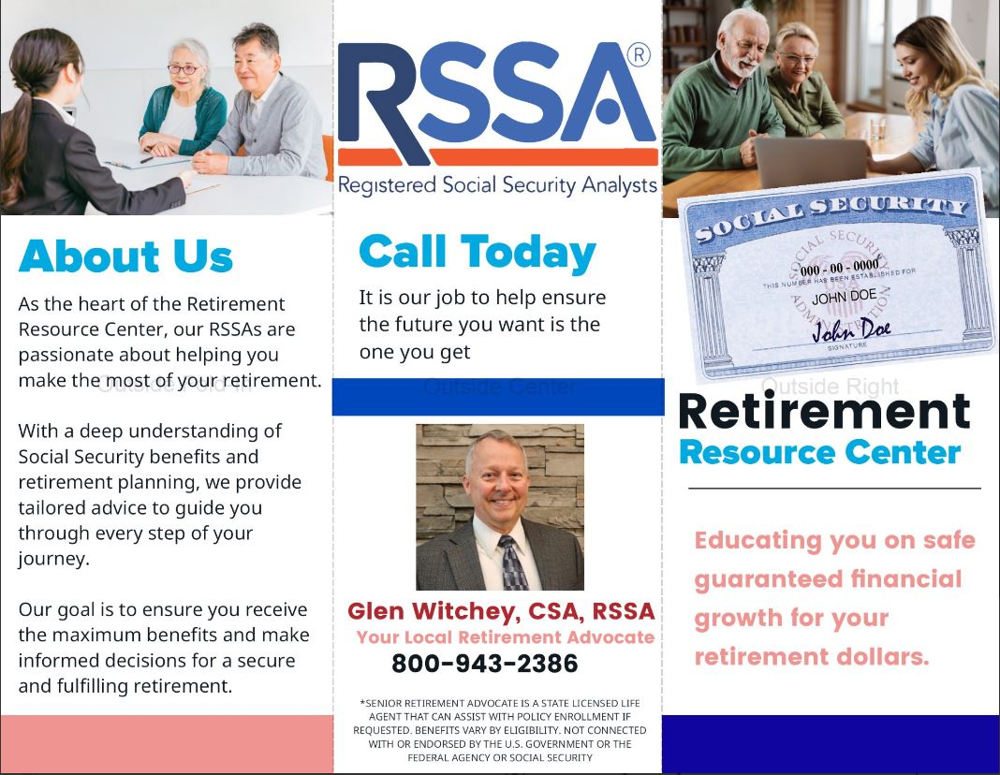 About Us
As the heart of the Retirement
Resource Center, our RSSAs are
passionate about helping you
make the most of your retirement.
Outside Fold In
With a deep understanding of
Social Security benefits and
retirement planning, we provide
tailored advice to guide you
through every step of your
journey.
Our goal is to ensure you receive
the maximum benefits and make
informed decisions for a secure
and fulfilling retirement.
RSSA®
Registered Social Security Analysts
Call Today
It is our job to help ensure
the future you want is the
one you get
Outside Center
Glen Witchey, CSA, RSSA
Your Local Retirement Advocate
800-943-2386
*SENIOR RETIREMENT ADVOCATE IS A STATE LICENSED LIFE
AGENT THAT CAN ASSIST WITH POLICY ENROLLMENT IF
REQUESTED. BENEFITS VARY BY ELIGIBILITY. NOT CONNECTED
WITH OR ENDORSED BY THE U.S. GOVERNMENT OR THE
FEDERAL AGENCY OR SOCIAL SECURITY
SOCIAL SECURITY
SOCIAL SECURITY
ADMINISTRATION
USA
000 - 00 - 0000
THIS NUMBER HAS BEEN ESTABLISHED FOR
JOHN DOE
John Doe
SIGNATURE
Outside Right
Retirement
Resource Center
Educating you on safe
guaranteed financial
growth for your
retirement dollars.